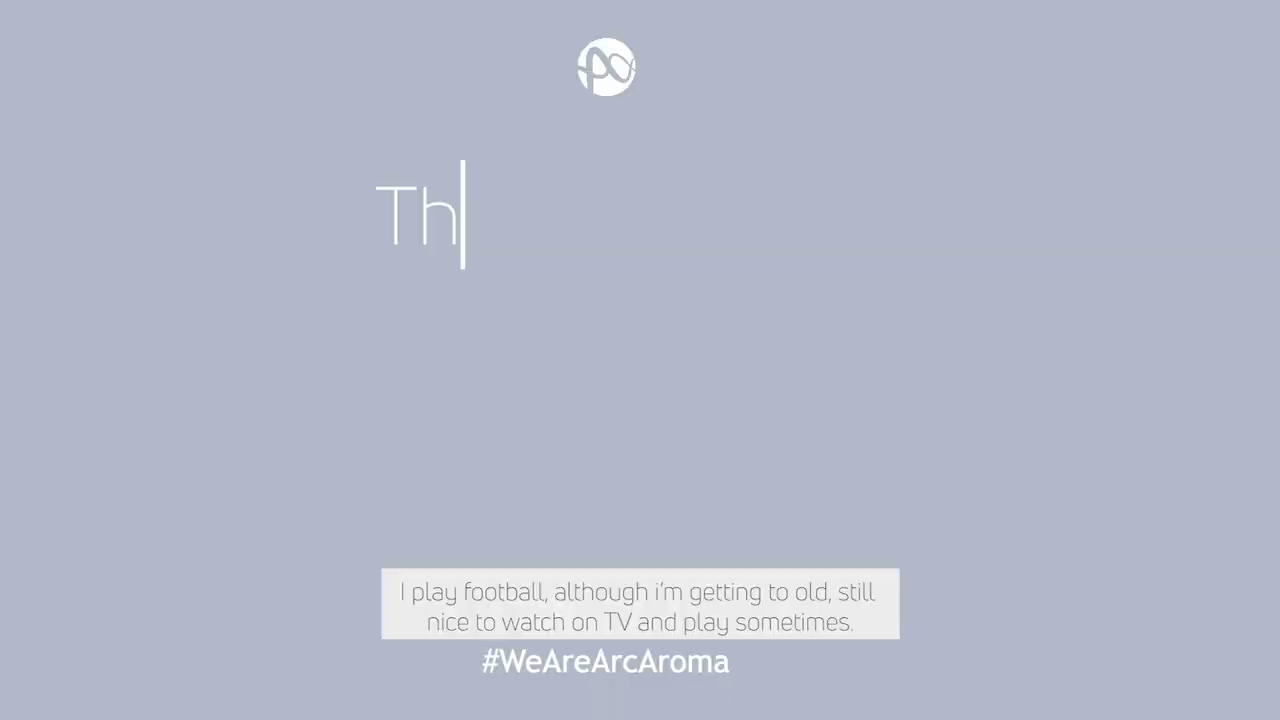 Th
I play football, although i'm getting to old, still
nice to watch on TV and play sometimes.
#WeAreArcAroma